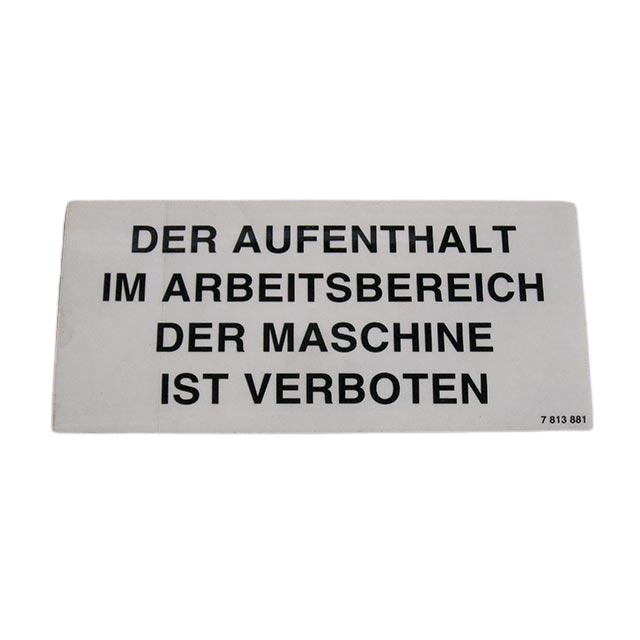 DER AUFENTHALT
IM ARBEITSBEREICH
DER MASCHINE
IST VERBOTEN
7 813 881